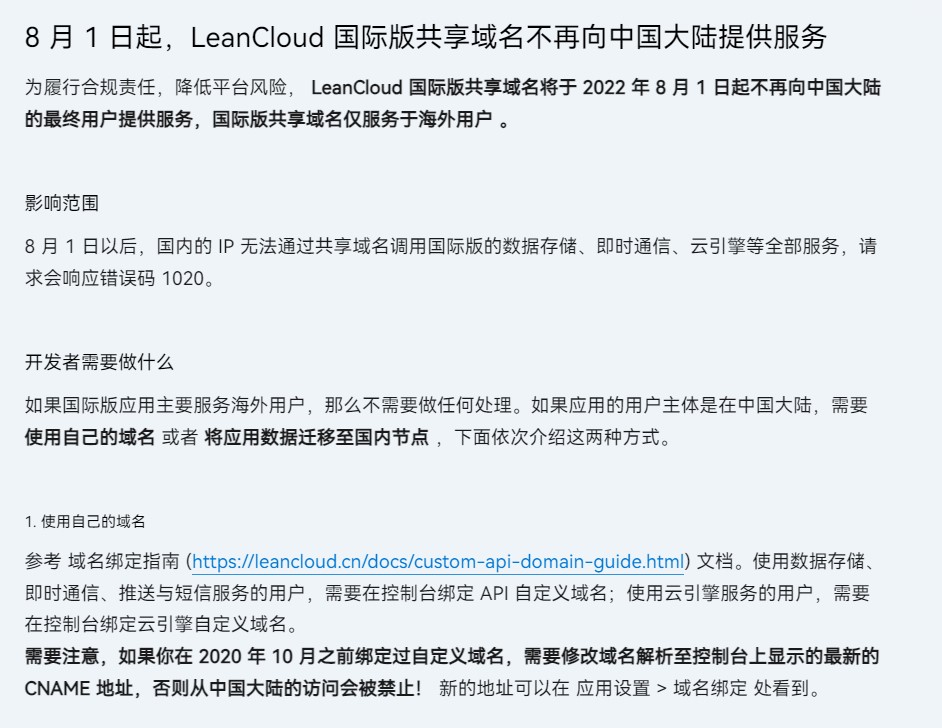 8 月 1 日起，LeanCloud 国际版共享域名不再向中国大陆提供服务
为履行合规责任，降低平台风险， LeanCloud 国际版共享域名将于 2022 年 8 月 1 日起不再向中国大陆
的最终用户提供服务，国际版共享域名仅服务于海外用户 。
影响范围
8 月 1 日以后，国内的 IP 无法通过共享域名调用国际版的数据存储、即时通信、云引擎等全部服务，请
求会响应错误码 1020。
开发者需要做什么
如果国际版应用主要服务海外用户，那么不需要做任何处理。如果应用的用户主体是在中国大陆，需要
使用自己的域名 或者 将应用数据迁移至国内节点 ，下面依次介绍这两种方式。
1. 使用自己的域名
参考 域名绑定指南 (https://leancloud.cn/docs/custom-api-domain-guide.html) 文档。使用数据存储、
即时通信、推送与短信服务的用户，需要在控制台绑定 API 自定义域名；使用云引擎服务的用户，需要
在控制台绑定云引擎自定义域名。
需要注意，如果你在 2020 年 10 月之前绑定过自定义域名，需要修改域名解析至控制台上显示的最新的
CNAME 地址，否则从中国大陆的访问会被禁止！ 新的地址可以在 应用设置 > 域名绑定 处看到。